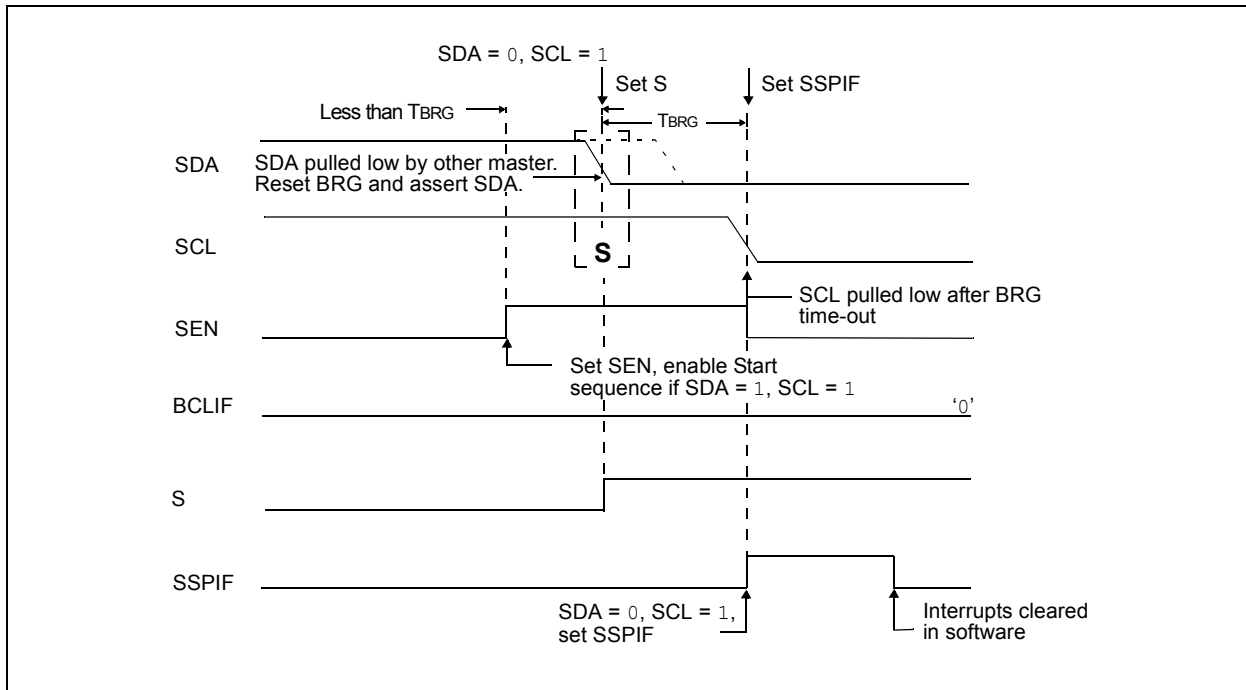 SDA = 0, SCL = 1
Set S
Set SSPIF
Less than TBRG
TBRG
SDA
SDA pulled low by other master.
Reset BRG and assert SDA.
SCL
S
SCL pulled low after BRG
time-out
SEN
Set SEN, enable Start
sequence if SDA = 1, SCL = 1
BCLIF
‘0’
S
SSPIF
SDA = 0, SCL = 1,
set SSPIF
Interrupts cleared
in software